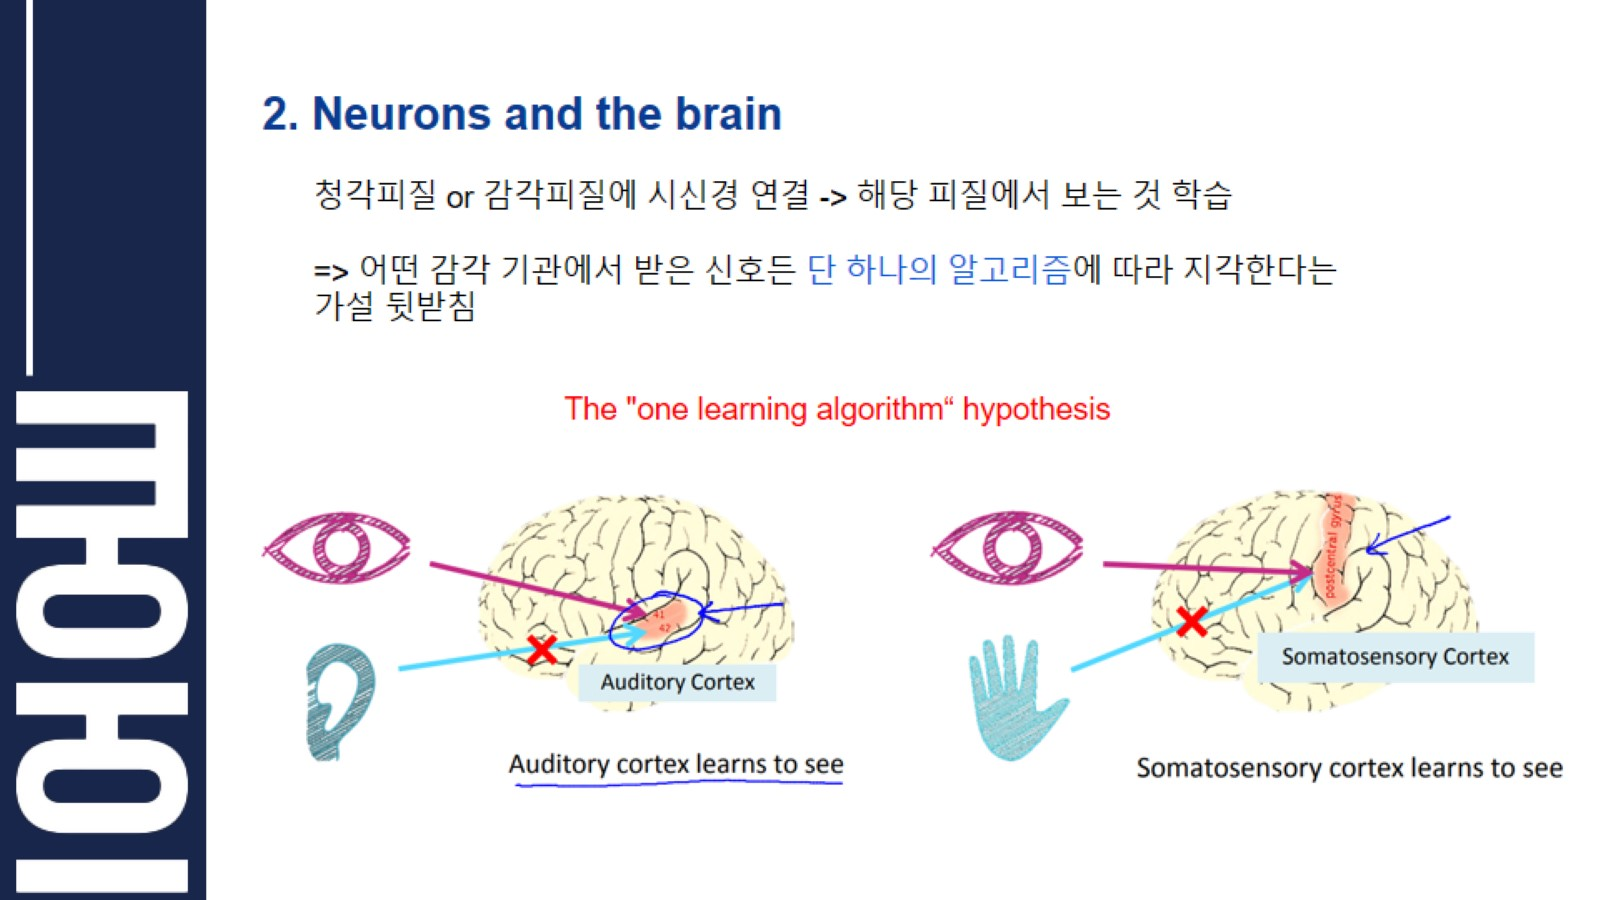 2. Neurons and the brain
청각피질 or 감각피질에 시신경 연결 -> 해당 피질에서 보는 것 학습
=> 어떤 감각 기관에서 받은 신호든 단 하나의 알고리즘에 따라 지각한다는
가설 뒷받침
The "one learning algorithm“ hypothesis
41
42
Auditory Cortex
Auditory cortex learns to see
postcentral gyrus
Somatosensory Cortex
Somatosensory cortex learns to see